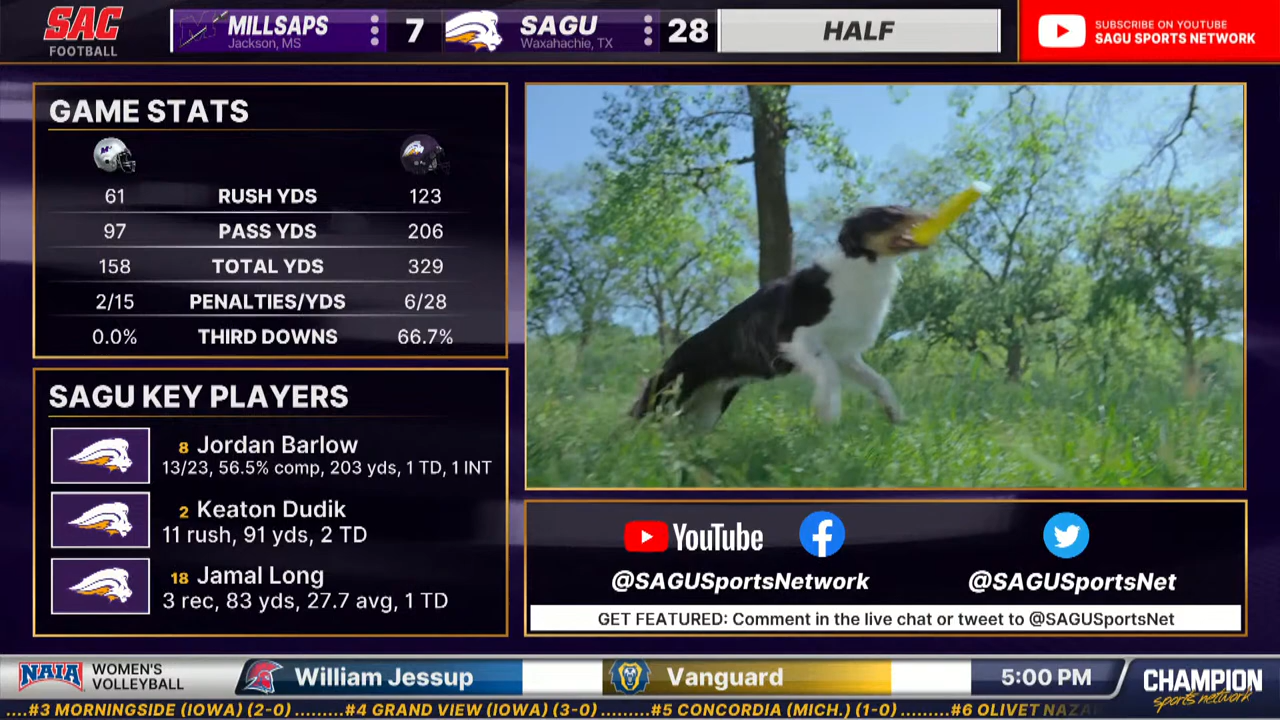 SAC
FOOTBALL
MILLSAPS
Jackson, MS
7
SAGU
Waxahachie, TX
28
HALF
SUBSCRIBE ON YOUTUBE
SAGU SPORTS NETWORK
GAME STATS
61 RUSH YDS 123
97 PASS YDS 206
158 TOTAL YDS 329
2/15 PENALTIES/YDS 6/28
0.0% THIRD DOWNS 66.7%
SAGU KEY PLAYERS
8 Jordan Barlow
13/23, 56.5% comp, 203 yds, 1 TD, 1 INT
2 Keaton Dudik
11 rush, 91 yds, 2 TD
18 Jamal Long
3 rec, 83 yds, 27.7 avg, 1 TD
YouTube
@SAGUSportsNetwork
@SAGUSportsNet
GET FEATURED: Comment in the live chat or tweet to @SAGUSportsNet
NAIA
WOMEN'S
VOLLEYBALL
William Jessup
Vanguard
5:00 PM
CHAMPION
sports network
....#3 MORNINGSIDE (IOWA) (2-0) ........#4 GRAND VIEW (IOWA) (3-0) ........#5 CONCORDIA (MICH.) (1-0) ........#6 OLIVET NAZA